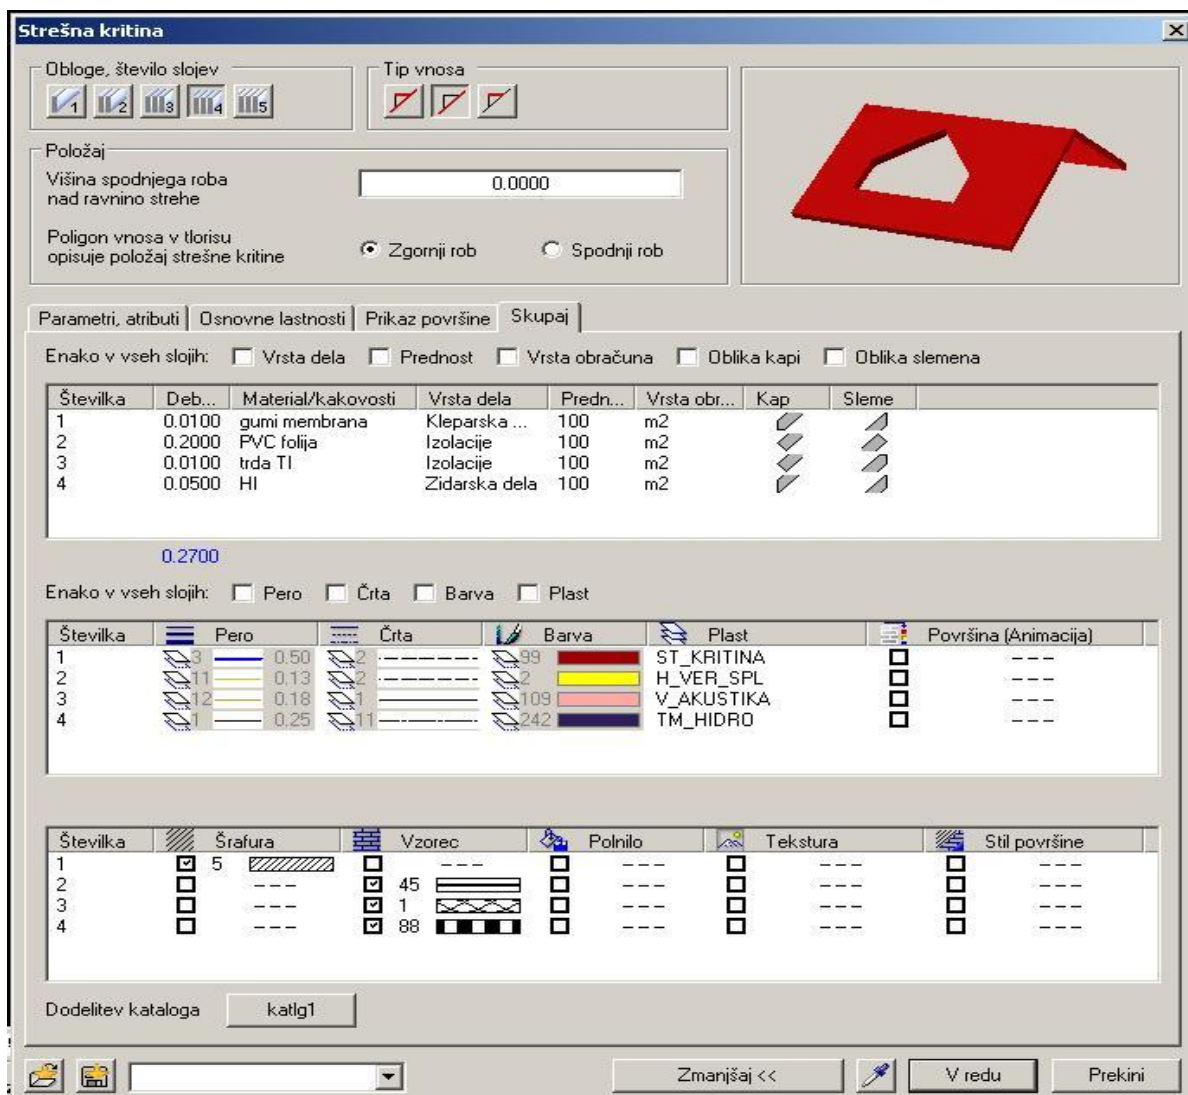 Strešna kritina
Obloge, število slojev
Tip vnosa
1 2 3 4 5
Položaj
Višina spodnjega roba
nad ravnino strehe
0.0000
Poligon vnosa v tlorisu
opisuje položaj strešne kritine
Zgornji rob Spodnji rob
Parametri, atributi Osnovne lastnosti Prikaz površine Skupaj
Enako v vseh slojih: Vrsta dela Prednost Vrsta obračuna Oblika kapi Oblika slemena
Številka Deb... Material/kakovosti Vrsta dela Predn... Vrsta obr... Kap Sleme
1 0.0100 gumi membrana Kleparska ... 100 m2
2 0.2000 PVC folija Izolacije 100 m2
3 0.0100 trda TI Izolacije 100 m2
4 0.0500 HI Zidarska dela 100 m2
0.2700
Enako v vseh slojih: Pero Črta Barva Plast
Številka Pero Črta Barva Plast Površina (Animacija)
1 3 0.50 2 99 ST_KRITINA ---
2 11 0.13 2 2 H_VER_SPL ---
3 12 0.18 1 109 V_AKUSTIKA ---
4 1 0.25 11 242 TM_HIDRO ---
Številka Šrafura Vzorec Polnilo Tekstura Stil površine
1 5 --- --- --- ---
2 --- 45 --- --- ---
3 --- 1 --- --- ---
4 --- 88 --- --- ---
Dodelitev kataloga katlg1
Zmanjšaj << V redu Prekini